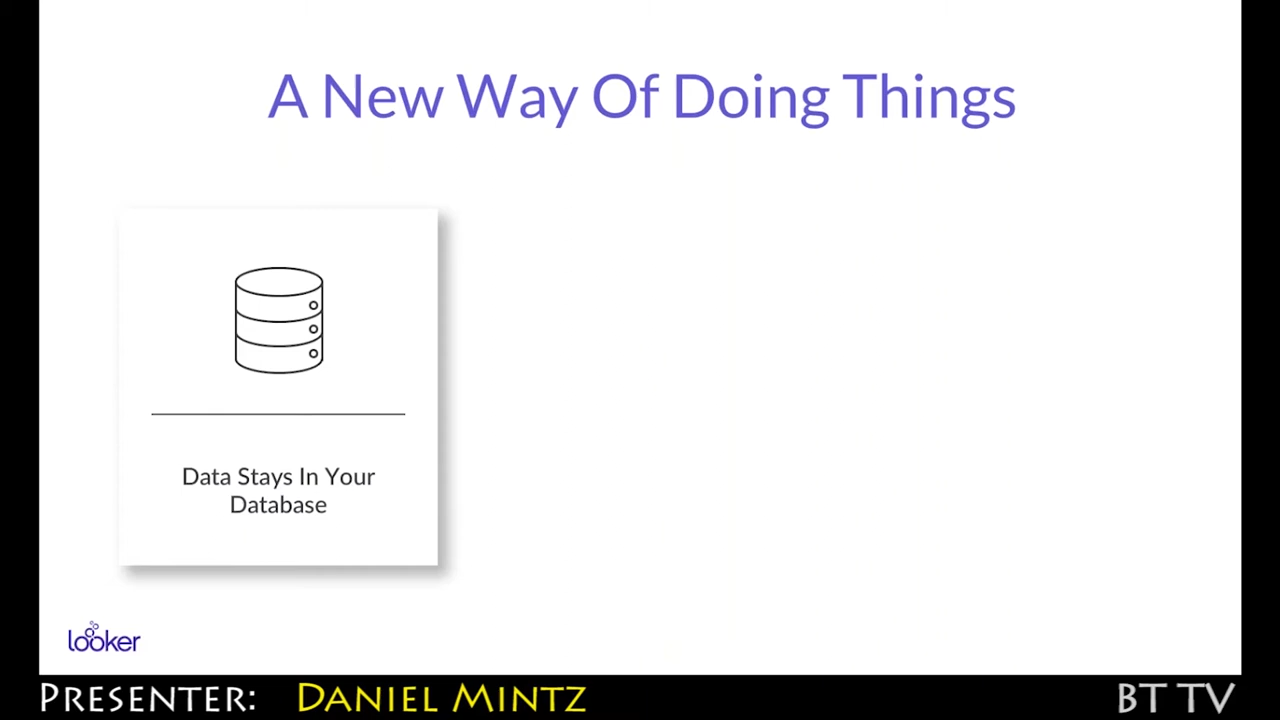 A New Way Of Doing Things
Data Stays In Your
Database
looker
PRESENTER: DANIEL MINTZ
BT TV